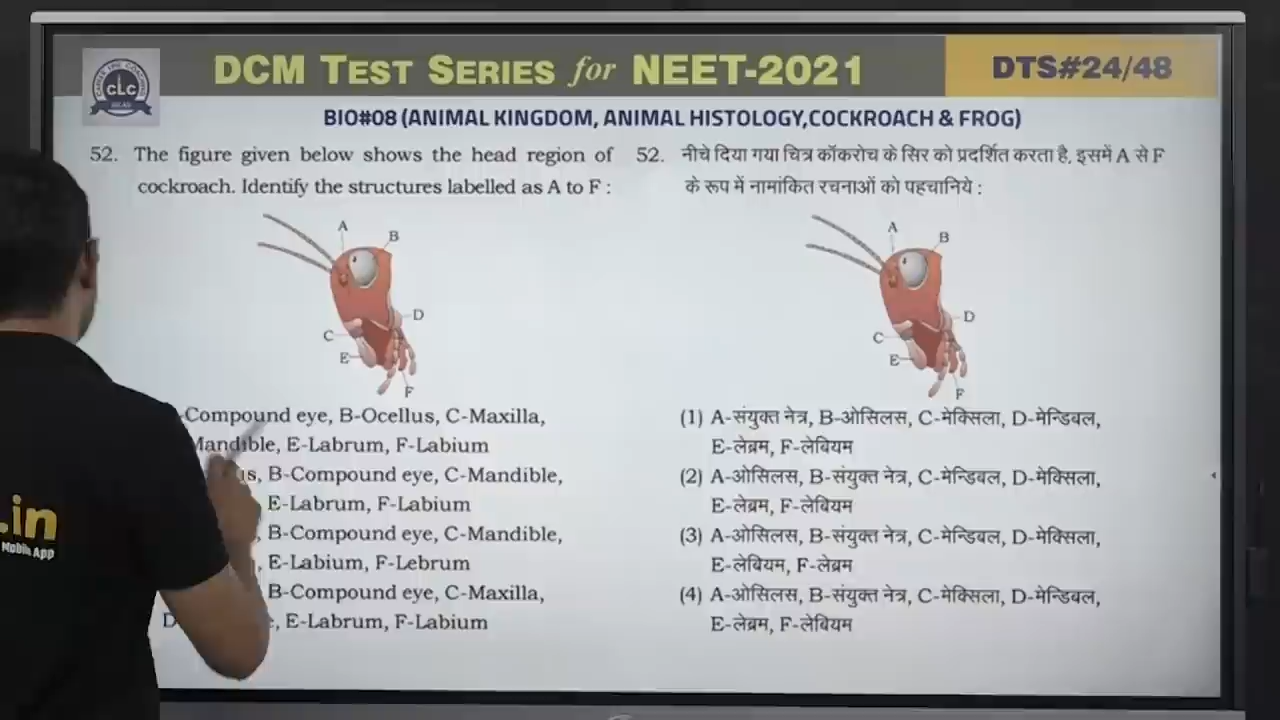 DCM TEST SERIES for NEET-2021
DTS#24/48
CLC
BIO#08 (ANIMAL KINGDOM, ANIMAL HISTOLOGY,COCKROACH & FROG)
52. The figure given below shows the head region of
cockroach. Identify the structures labelled as A to F :
A
B
D
C
E
F
-Compound eye, B-Ocellus, C-Maxilla,
Mandible, E-Labrum, F-Labium
B-Compound eye, C-Mandible,
E-Labrum, F-Labium
, B-Compound eye, C-Mandible,
, E-Labium, F-Lebrum
B-Compound eye, C-Maxilla,
D , E-Labrum, F-Labium
52. नीचे दिया गया चित्र कॉकरोच के सिर को प्रदर्शित करता है, इसमें A से F
के रूप में नामांकित रचनाओं को पहचानिये :
A
B
D
C
E
F
(1) A-संयुक्त नेत्र, B-ओसिलस, C-मेक्सिला, D-मेन्डिबल,
E-लेब्रम, F-लेबियम
(2) A-ओसिलस, B-संयुक्त नेत्र, C-मेन्डिबल, D-मेक्सिला,
E-लेब्रम, F-लेबियम
(3) A-ओसिलस, B-संयुक्त नेत्र, C-मेन्डिबल, D-मेक्सिला,
E-लेबियम, F-लेब्रम
(4) A-ओसिलस, B-संयुक्त नेत्र, C-मेक्सिला, D-मेन्डिबल,
E-लेब्रम, F-लेबियम
.in
Mobile App